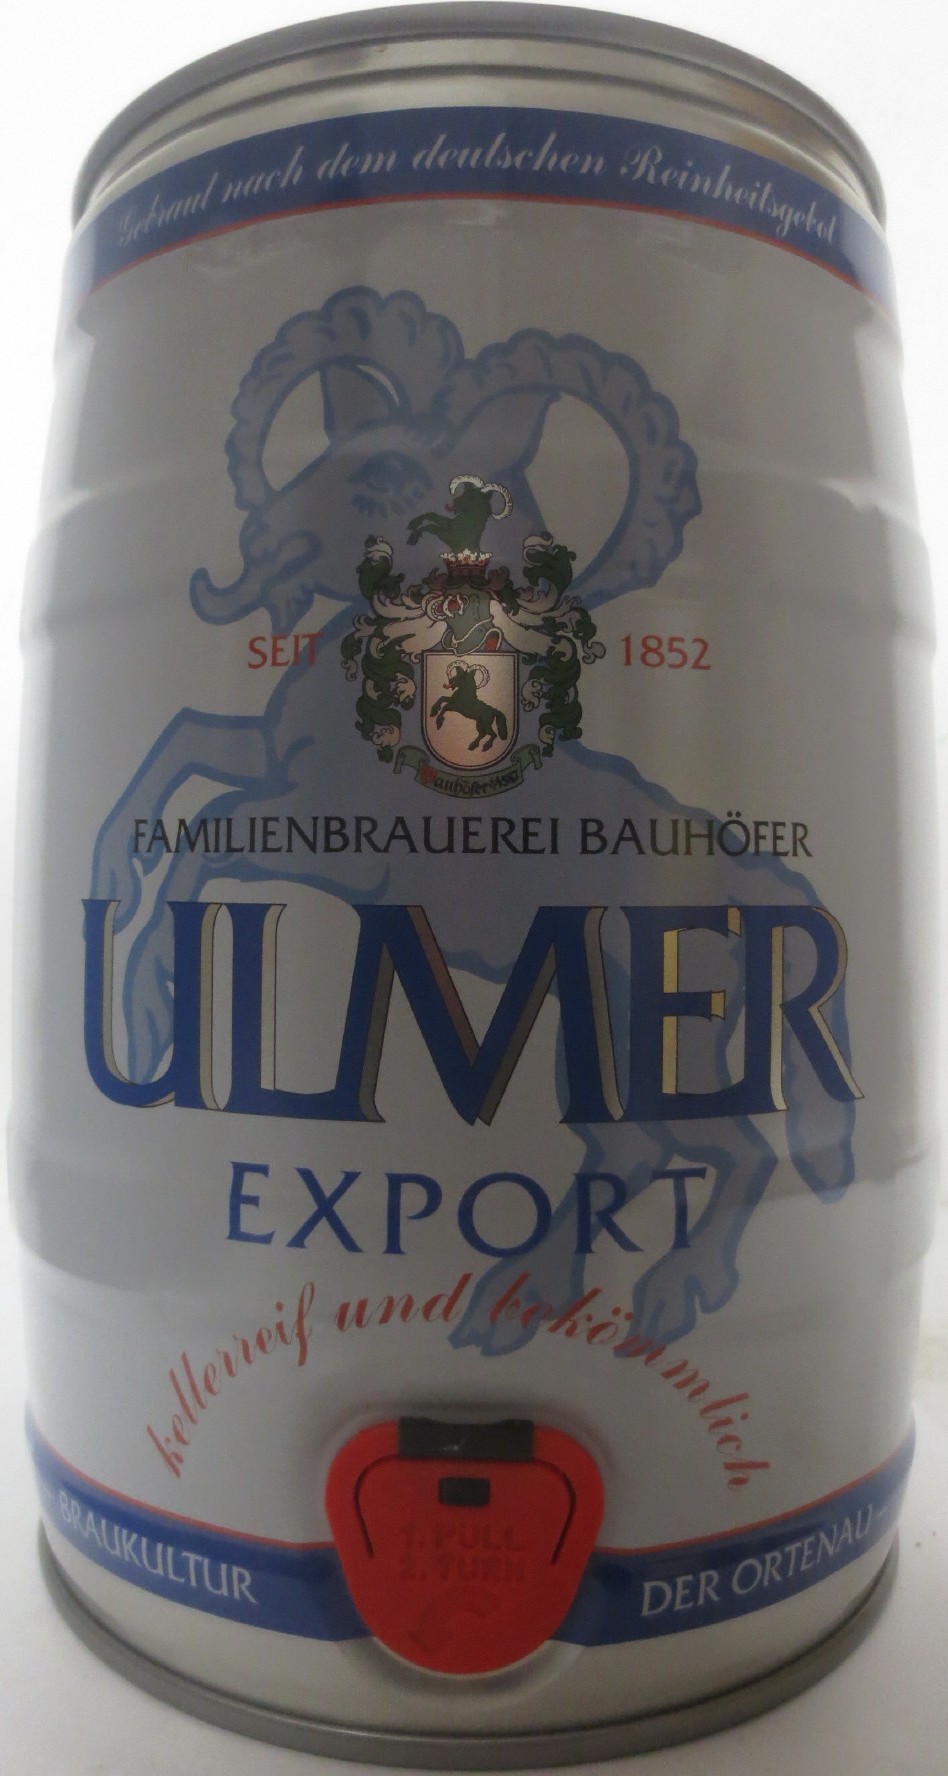 Gebraut nach dem deutschen Reinheitsgebot
SEIT 1852
FAMILIENBRAUEREI BAUHÖFER
ULMER
EXPORT
kellerreif und bekömmlich
1. PULL
2. TURN
BRAUKULTUR DER ORTENAU